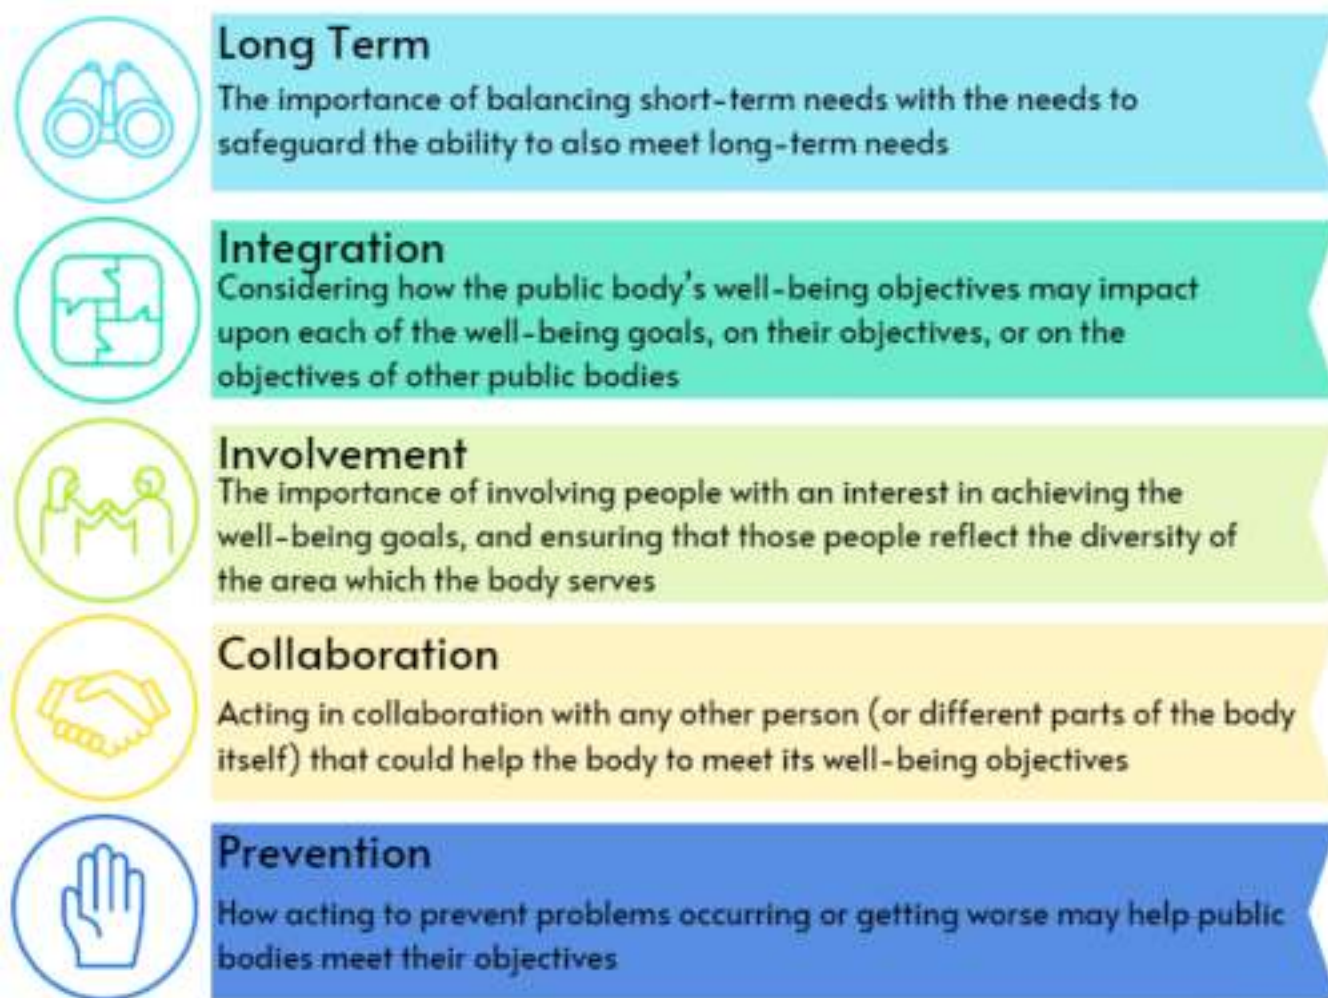 Long Term
The importance of balancing short-term needs with the needs to
safeguard the ability to also meet long-term needs
Integration
Considering how the public body's well-being objectives may impact
upon each of the well-being goals, on their objectives, or on the
objectives of other public bodies
Involvement
The importance of involving people with an interest in achieving the
well-being goals, and ensuring that those people reflect the diversity of
the area which the body serves
Collaboration
Acting in collaboration with any other person (or different parts of the body
itself) that could help the body to meet its well-being objectives
Prevention
How acting to prevent problems occurring or getting worse may help public
bodies meet their objectives